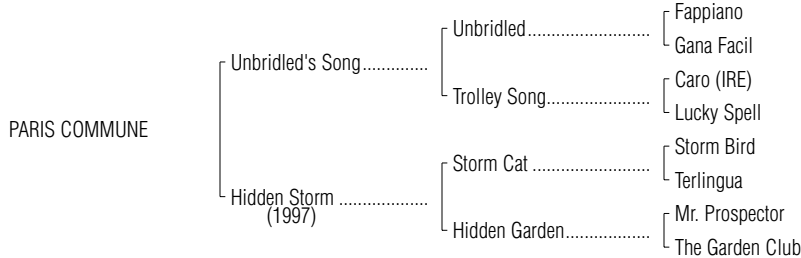 Fappiano
Unbridled..........................
Gana Facil
Unbridled's Song..............
Caro (IRE)
Trolley Song......................
Lucky Spell
PARIS COMMUNE
Storm Bird
Storm Cat .........................
Terlingua
Hidden Storm ...................
(1997)
Mr. Prospector
Hidden Garden..................
The Garden Club